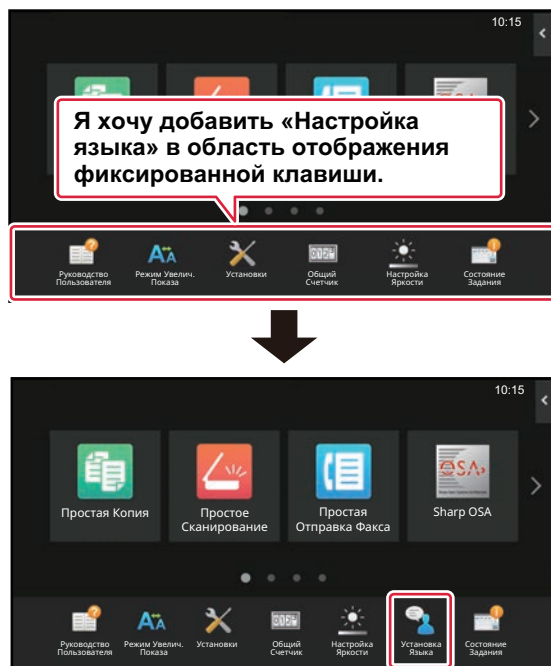 10:15
Я хочу добавить «Настройка
языка» в область отображения
фиксированной клавиши.
Руководство
Пользователя
Режим Увелич.
Показа
Установки
Общий
Счетчик
Настройка
Яркости
Состояние
Задания
10:15
Простая Копия
Простое
Сканирование
Простая
Отправка Факса
Sharp OSA
Руководство
Пользователя
Режим Увелич.
Показа
Установки
Общий
Счетчик
Настройка
Яркости
Установка
Языка
Состояние
Задания